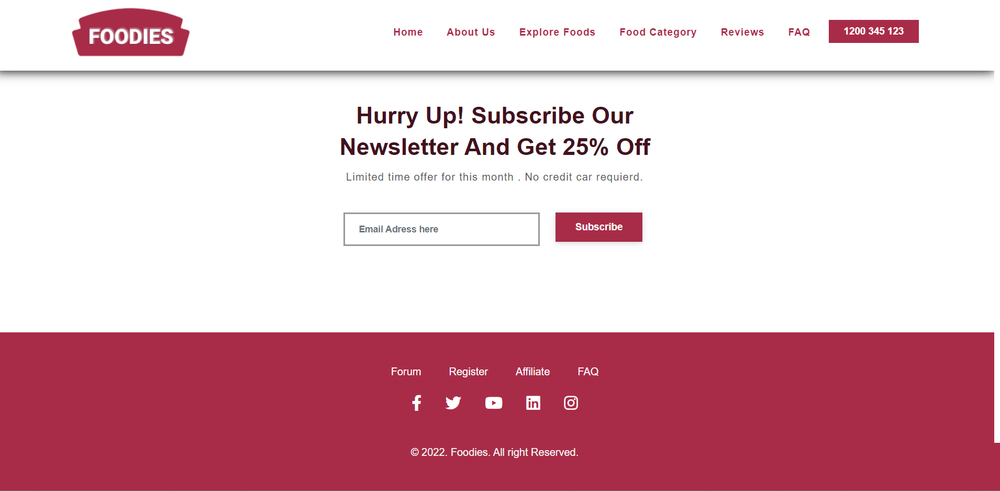 FOODIES
Home About Us Explore Foods Food Category Reviews FAQ 1200 345 123
Hurry Up! Subscribe Our
Newsletter And Get 25% Off
Limited time offer for this month . No credit car requierd.
Email Adress here Subscribe
Forum Register Affiliate FAQ
© 2022. Foodies. All right Reserved.